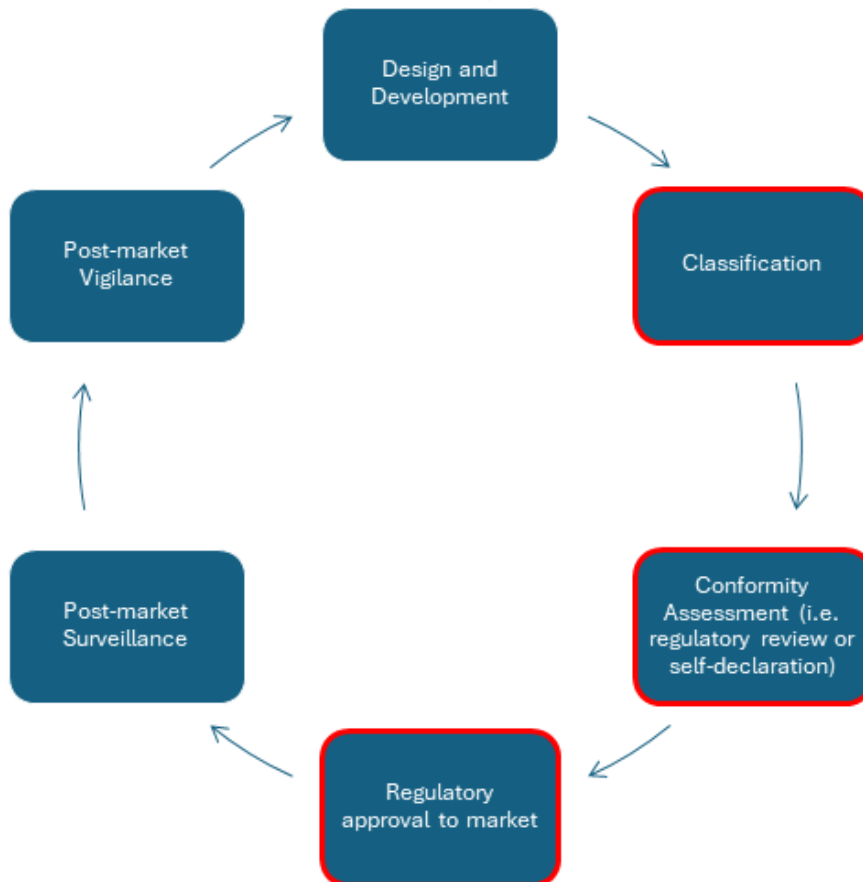 Design and
Development
Classification
Conformity
Assessment (i.e.
regulatory review or
self-declaration)
Regulatory
approval to market
Post-market
Surveillance
Post-market
Vigilance